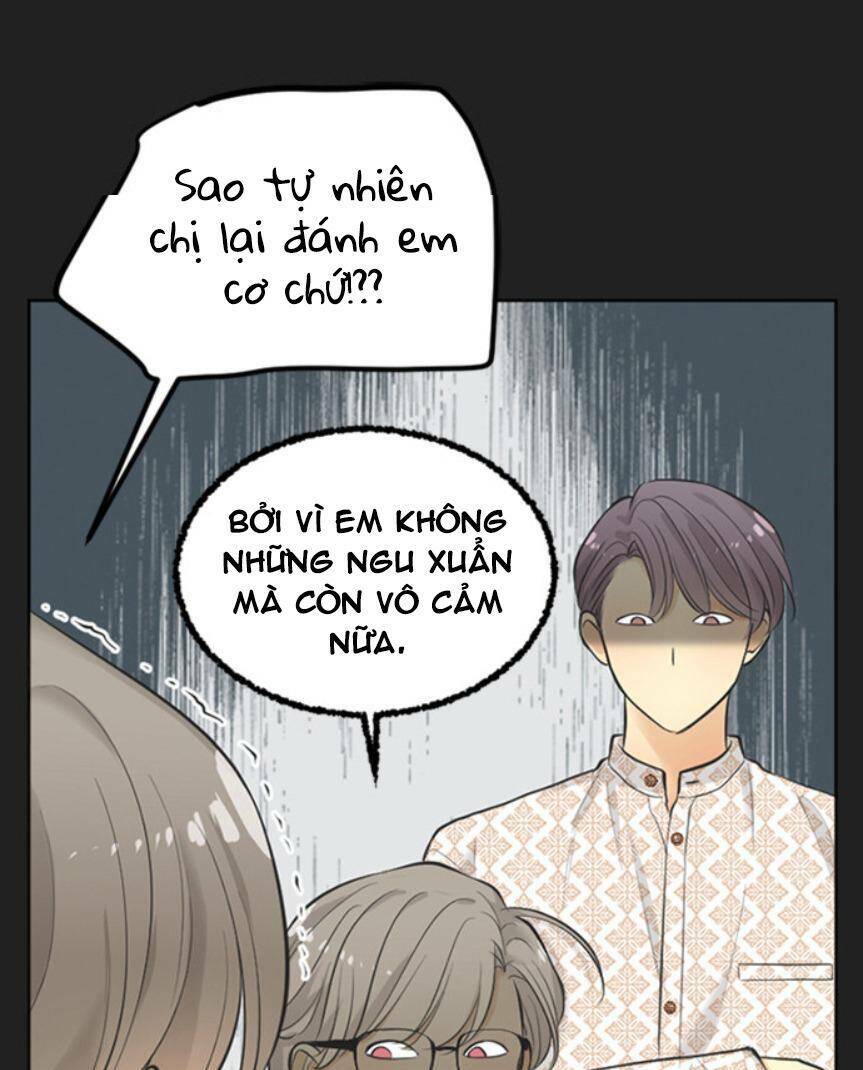 Sao tự nhiên
chị lại đánh em
cơ chứ!??
BỞI VÌ EM KHÔNG
NHỮNG NGU XUẨN
MÀ CÒN VÔ CẢM
NỮA.